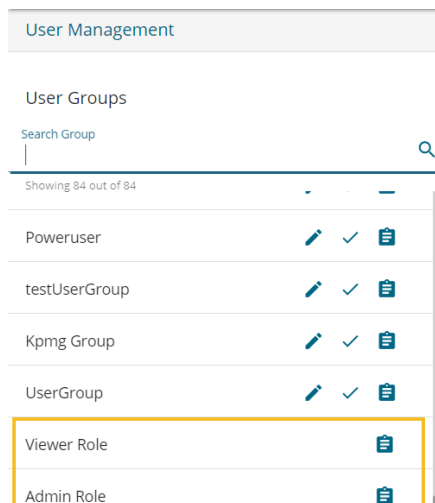 User Management
User Groups
Search Group
Showing 84 out of 84
Poweruser
testUserGroup
Kpmg Group
UserGroup
Viewer Role
Admin Role